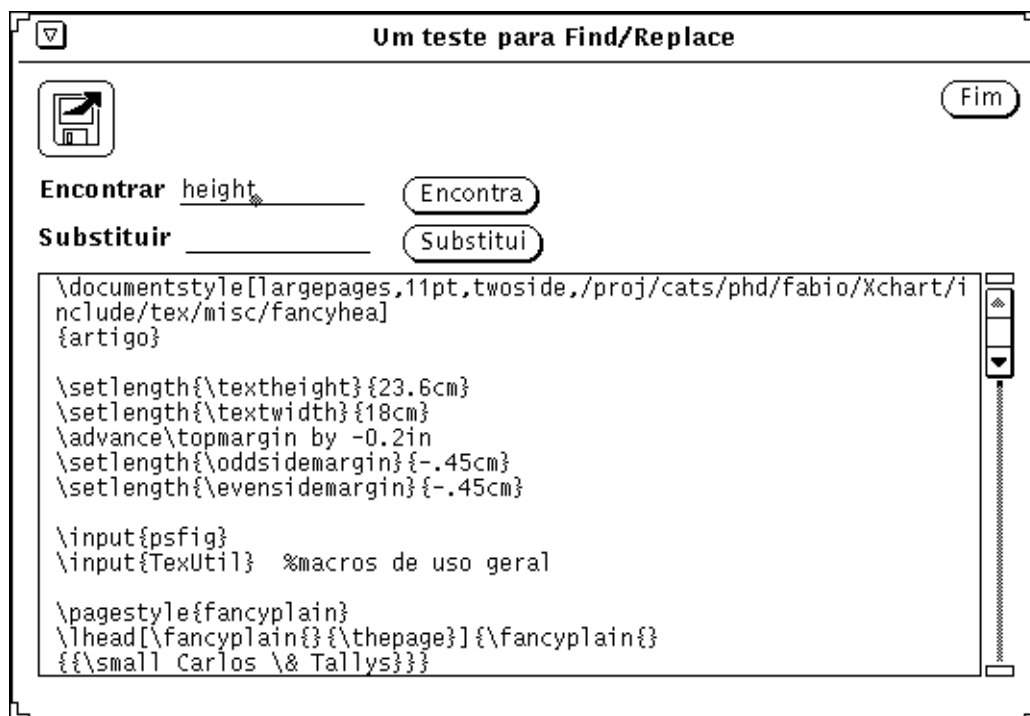 Um teste para Find/Replace
Fim
Encontrar height Encontra
Substituir Substitui
\documentstyle[largepages,11pt,twoside,/proj/cats/phd/fabio/Xchart/i
nclude/tex/misc/fancyhea]
{artigo}
\setlength{\textheight}{23.6cm}
\setlength{\textwidth}{18cm}
\advance\topmargin by -0.2in
\setlength{\oddsidemargin}{-.45cm}
\setlength{\evensidemargin}{-.45cm}
\input{psfig}
\input{TexUtil}  %macros de uso geral
\pagestyle{fancyplain}
\lhead[\fancyplain{}{\thepage}]{\fancyplain{}
{{\small Carlos \& Tallys}}}